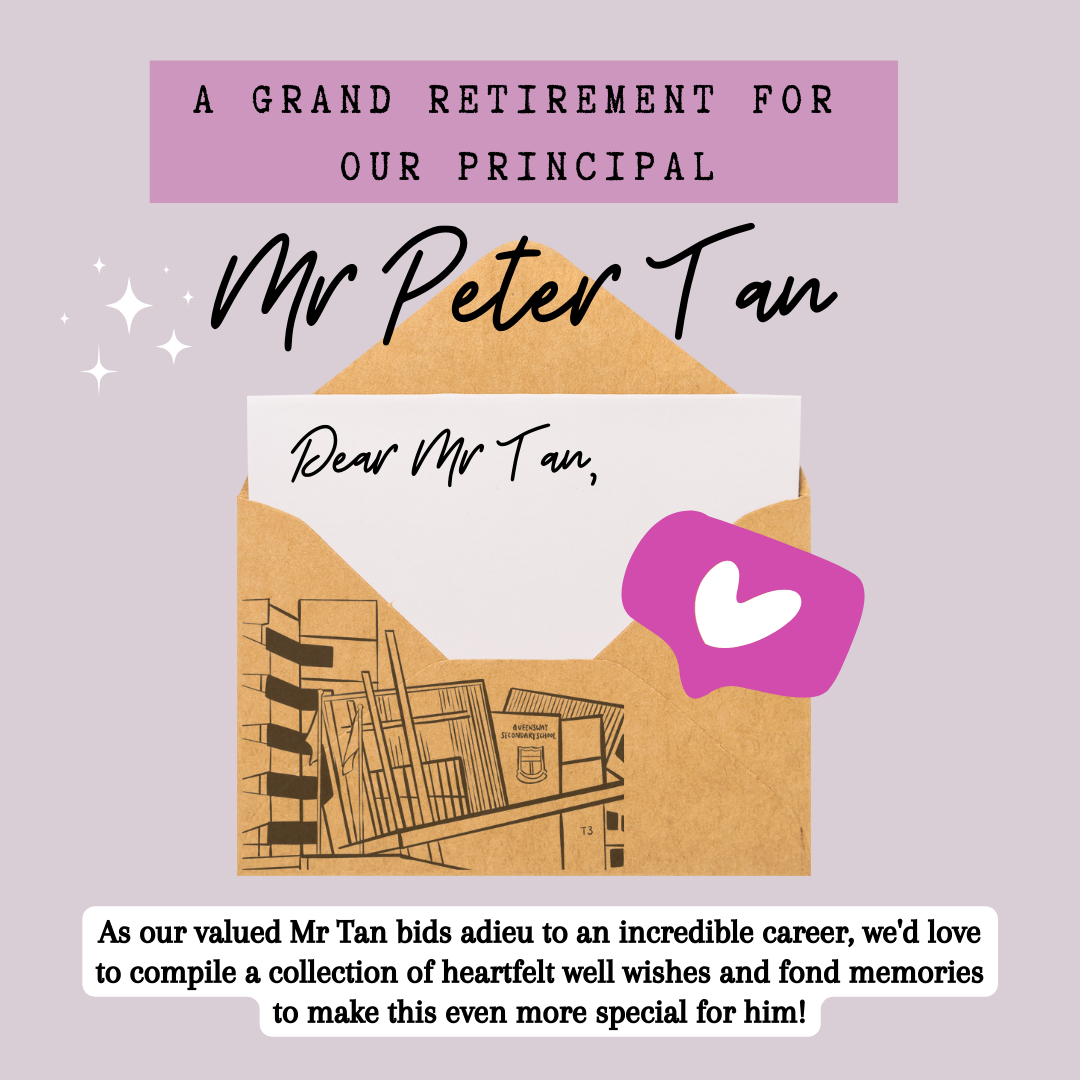 A GRAND RETIREMENT FOR
OUR PRINCIPAL
Mr Peter Tan
Dear Mr Tan,
QUEENSWAY
SECONDARY SCHOOL
T3
As our valued Mr Tan bids adieu to an incredible career, we'd love
to compile a collection of heartfelt well wishes and fond memories
to make this even more special for him!